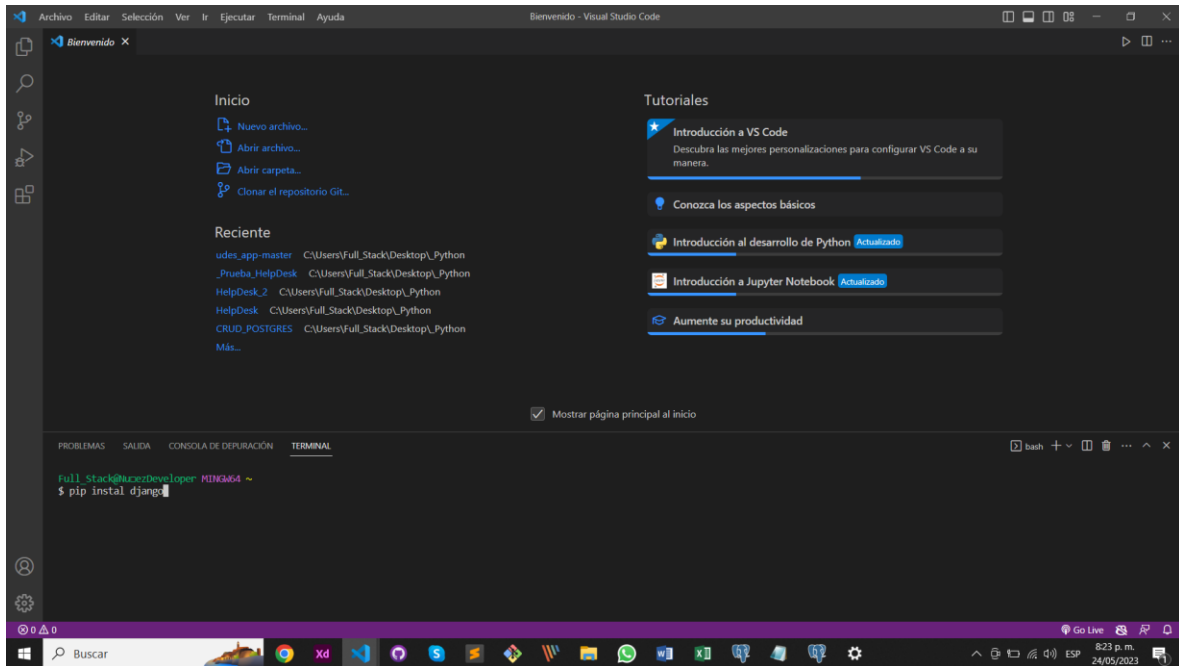 Archivo Editar Selección Ver Ir Ejecutar Terminal Ayuda
Bienvenido - Visual Studio Code
Bienvenido
Inicio
Nuevo archivo...
Abrir archivo...
Abrir carpeta...
Clonar el repositorio Git...
Reciente
udes_app-master C:\Users\Full_Stack\Desktop\_Python
_Prueba_HelpDesk C:\Users\Full_Stack\Desktop\_Python
HelpDesk_2 C:\Users\Full_Stack\Desktop\_Python
HelpDesk C:\Users\Full_Stack\Desktop\_Python
CRUD_POSTGRES C:\Users\Full_Stack\Desktop\_Python
Más...
Tutoriales
Introducción a VS Code
Descubra las mejores personalizaciones para configurar VS Code a su
manera.
Conozca los aspectos básicos
Introducción al desarrollo de Python Actualizado
Introducción a Jupyter Notebook Actualizado
Aumente su productividad
Mostrar página principal al inicio
PROBLEMAS SALIDA CONSOLA DE DEPURACIÓN TERMINAL
bash
MINGW64 ~
$ pip instal django
0 0
Go Live
Buscar
Xd
ESP
8:23 p. m.
24/05/2023